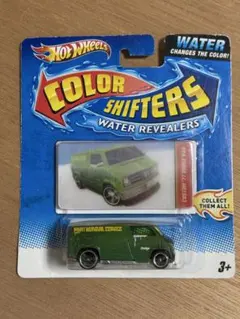 HOT WHEELS
WATER
CHANGES THE COLOR!
COLOR
SHIFTERS
WATER REVEALERS
COLLECT
THEM ALL!
3+